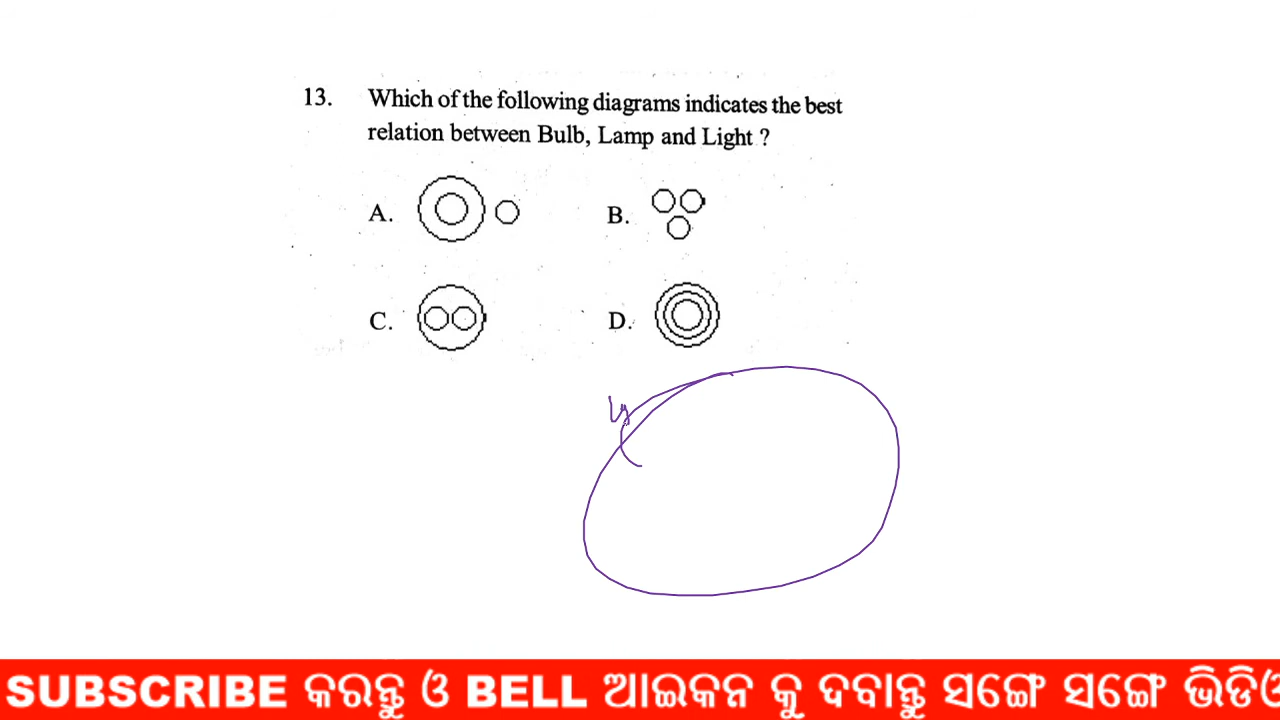 13. Which of the following diagrams indicates the best
relation between Bulb, Lamp and Light ?
A.
B.
C.
D.
SUBSCRIBE କରନ୍ତୁ ଓ BELL ଆଇକନ କୁ ଦବାନ୍ତୁ ସଙ୍ଗେ ସଙ୍ଗେ ଭିଡିଓ